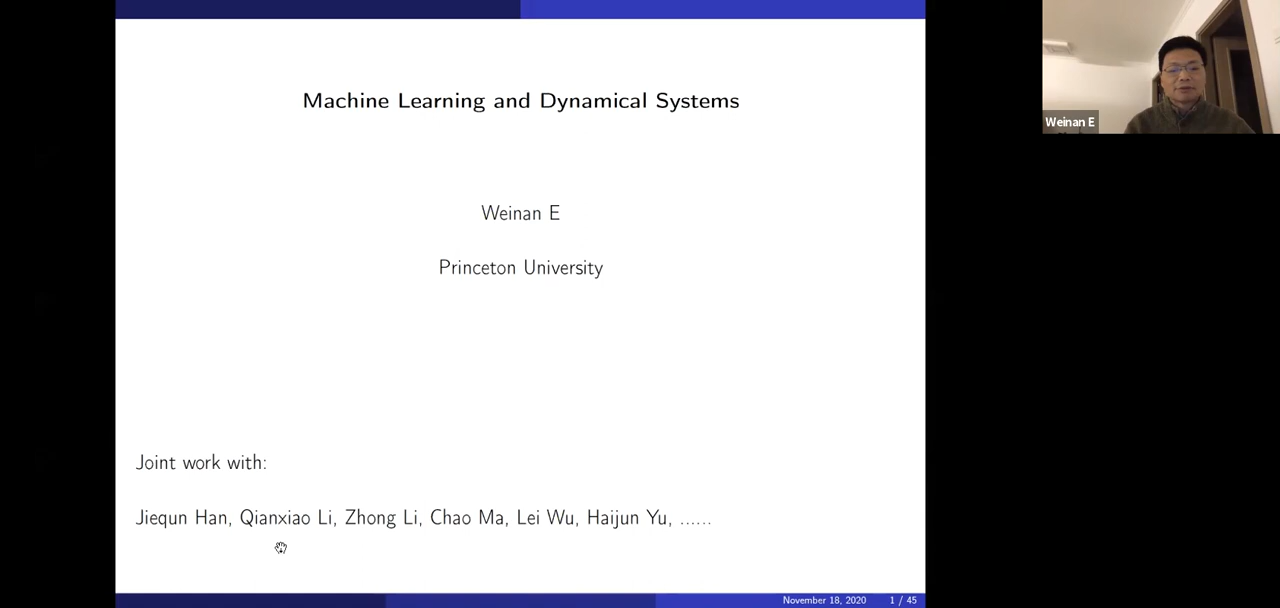 Machine Learning and Dynamical Systems
Weinan E
Weinan E
Princeton University
Joint work with:
Jiequn Han, Qianxiao Li, Zhong Li, Chao Ma, Lei Wu, Haijun Yu, ......
November 18, 2020 1 / 45